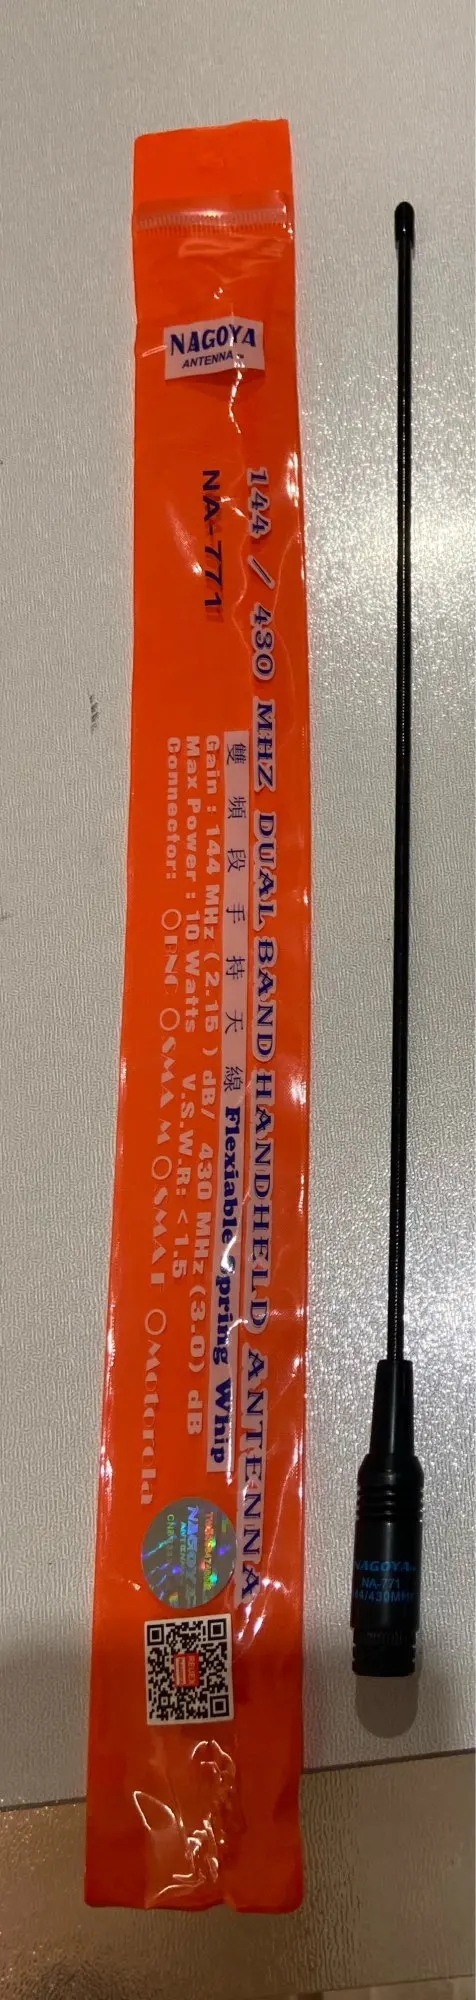 NAGOYA
ANTENNA
144 / 430 MHZ DUAL BAND HANDHELD ANTENNA
NA-771
雙頻段手持天線 Flexiable Spring Whip
Gain : 144 MHz ( 2.15 ) dB/ 430 MHz (3.0) dB
Max Power : 10 Watts V.S.W.R: <1.5
Connector: ○BNC ○SMA M ○SMA F ○Motorola
NAGOYA
REUEX
NAGOYA
NA-771
144/430MHz